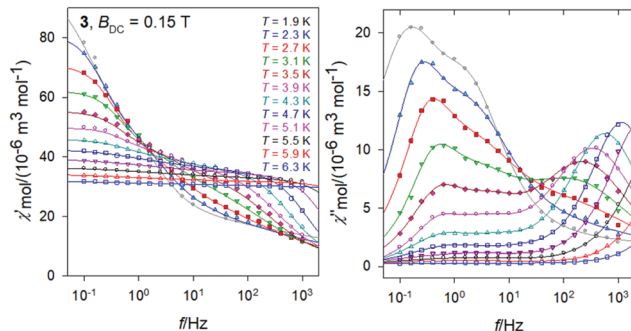 3, B_DC = 0.15 T
T = 1.9 K
T = 2.3 K
T = 2.7 K
T = 3.1 K
T = 3.5 K
T = 3.9 K
T = 4.3 K
T = 4.7 K
T = 5.1 K
T = 5.5 K
T = 5.9 K
T = 6.3 K
χ'mol/(10⁻⁶ m³ mol⁻¹)
80
60
40
20
0
10⁻¹ 10⁰ 10¹ 10² 10³
f/Hz
χ''mol/(10⁻⁶ m³ mol⁻¹)
20
15
10
5
0
10⁻¹ 10⁰ 10¹ 10² 10³
f/Hz